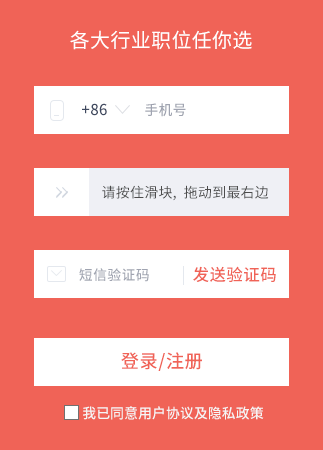 各大行业职位任你选
+86 手机号
请按住滑块，拖动到最右边
短信验证码 发送验证码
登录/注册
我已同意用户协议及隐私政策